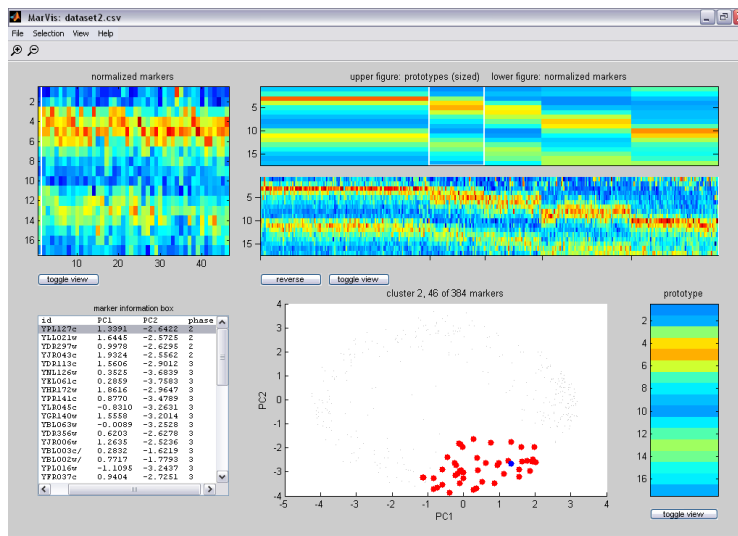 MarVis: dataset2.csv
File Selection View Help
normalized markers
2
4
6
8
10
12
14
16
10 20 30 40
toggle view
upper figure: prototypes (sized) lower figure: normalized markers
5
10
15
5
10
15
reverse toggle view
marker information box
id PC1 PC2 phase
YPL127c 1.3391 -2.6422 2
YLL021w 1.6445 -2.5725 2
YDR297w 0.9978 -2.6295 2
YJR043c 1.9324 -2.5562 2
YDR113c 1.5606 -2.9012 3
YNL126w 0.3525 -3.6839 3
YEL061c 0.2859 -3.7583 3
YHR172w 1.8616 -2.9647 3
YPR141c 0.8770 -3.4789 3
YLR045c -0.8310 -3.2631 3
YGR140w 1.5558 -3.2014 3
YBL063w -0.0089 -3.2528 3
YDR356w 0.6203 -2.6278 3
YJR006w 1.2635 -2.5236 3
YBL003c/ 0.2832 -1.6219 3
YBL002w/ 0.7717 -1.7793 3
YPL016w -1.1095 -3.2437 3
YFR037c 0.9404 -2.7251 3
cluster 2, 46 of 384 markers
4
3
2
1
0
-1
-2
-3
-4
PC2
-5 -4 -3 -2 -1 0 1 2 3 4
PC1
prototype
2
4
6
8
10
12
14
16
toggle view